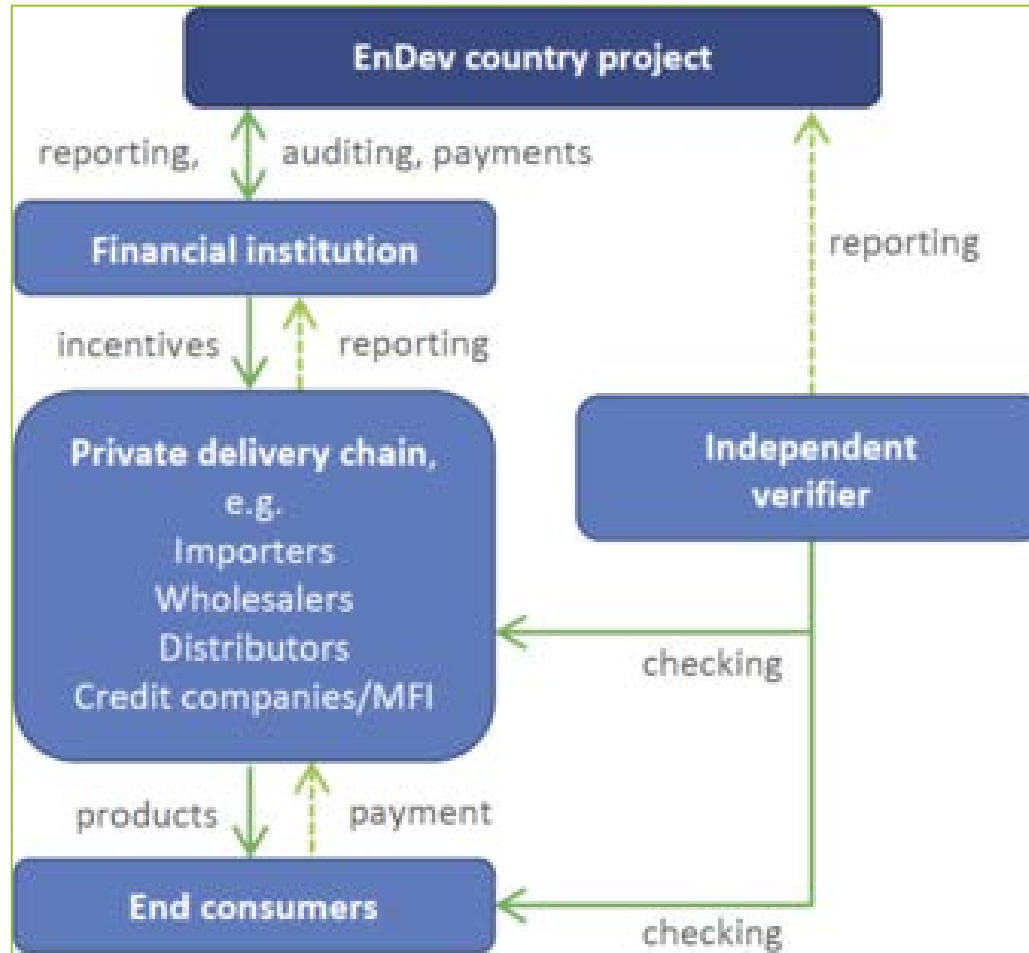 EnDev country project
reporting, auditing, payments
Financial institution
reporting
incentives reporting
Private delivery chain,
e.g.
Importers
Wholesalers
Distributors
Credit companies/MFI
Independent
verifier
checking
products payment
End consumers
checking